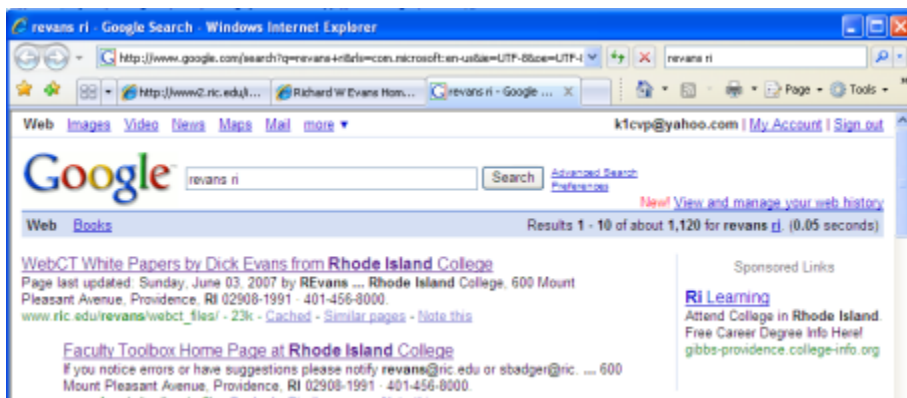 revans ri - Google Search - Windows Internet Explorer
http://www.google.com/search?q=revans+ri&rls=com.microsoft:en-us&ie=UTF-8&oe=UTF- revans ri
http://www2.ric.edu/i... Richard W Evans Hom... revans ri - Google ... Page Tools
Web Images Video News Maps Mail more ▼ k1cvp@yahoo.com | My Account | Sign out
Google revans ri Search Advanced Search
Preferences
New! View and manage your web history
Web Books Results 1 - 10 of about 1,120 for revans ri. (0.05 seconds)
WebCT White Papers by Dick Evans from Rhode Island College
Page last updated: Sunday, June 03, 2007 by REvans ... Rhode Island College, 600 Mount
Pleasant Avenue, Providence, RI 02908-1991 · 401-456-8000.
www.ric.edu/revans/webct_files/ - 23k - Cached - Similar pages - Note this
Faculty Toolbox Home Page at Rhode Island College
If you notice errors or have suggestions please notify revans@ric.edu or sbadger@ric. .... 600
Mount Pleasant Avenue, Providence, RI 02908-1991 · 401-456-8000.
Sponsored Links
Ri Learning
Attend College in Rhode Island.
Free Career Degree Info Here!
gibbs-providence.college-info.org